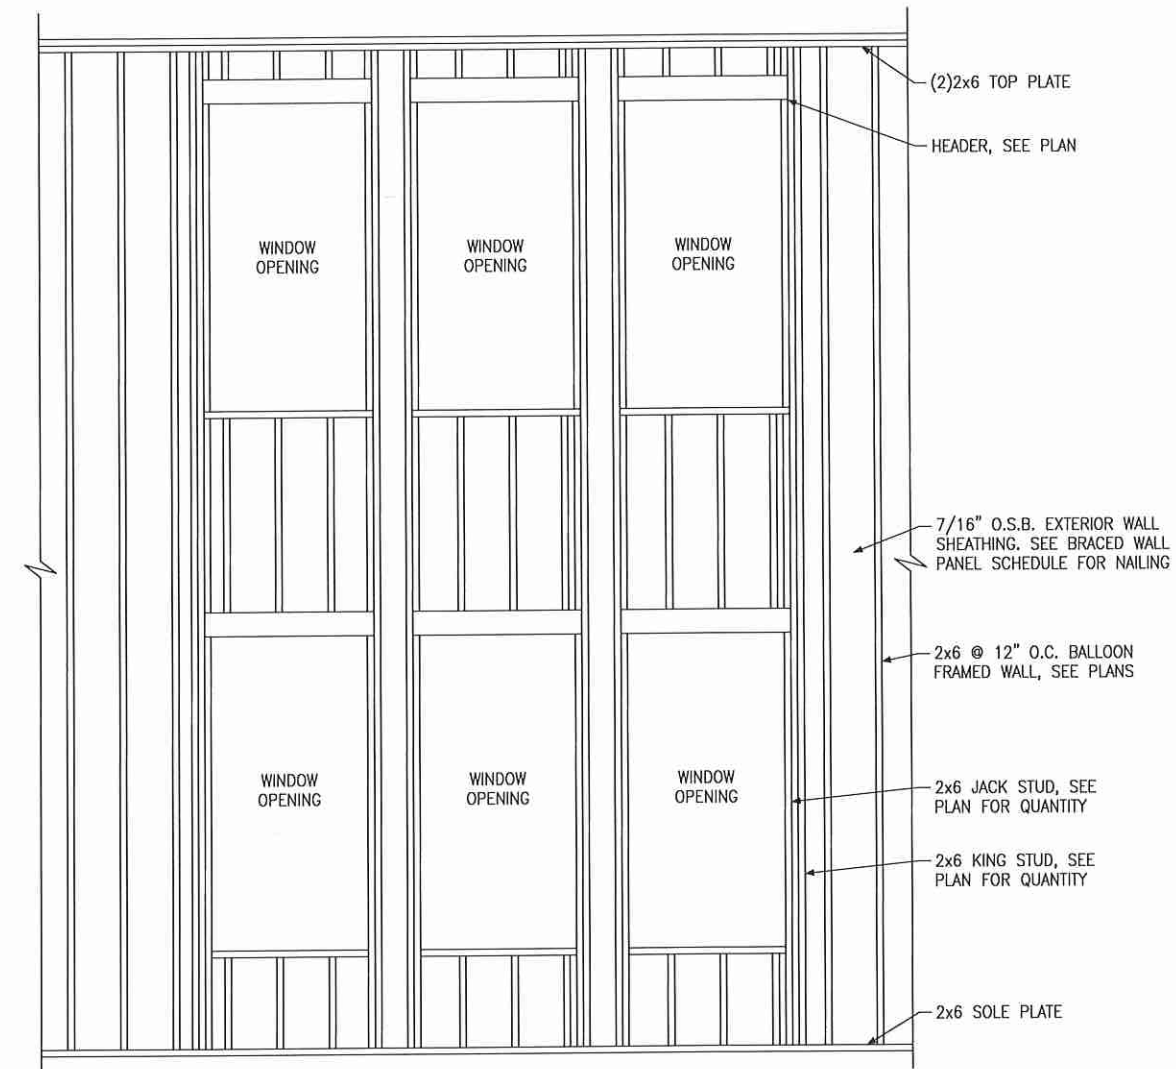 (2)2x6 TOP PLATE
HEADER, SEE PLAN
WINDOW
OPENING
WINDOW
OPENING
WINDOW
OPENING
7/16" O.S.B. EXTERIOR WALL
SHEATHING. SEE BRACED WALL
PANEL SCHEDULE FOR NAILING
2x6 @ 12" O.C. BALLOON
FRAMED WALL, SEE PLANS
WINDOW
OPENING
WINDOW
OPENING
WINDOW
OPENING
2x6 JACK STUD, SEE
PLAN FOR QUANTITY
2x6 KING STUD, SEE
PLAN FOR QUANTITY
2x6 SOLE PLATE